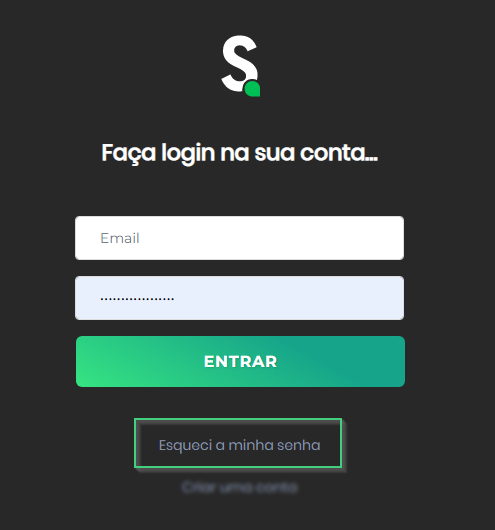 S
Faça login na sua conta...
Email
..................
ENTRAR
Esqueci a minha senha
Criar uma conta